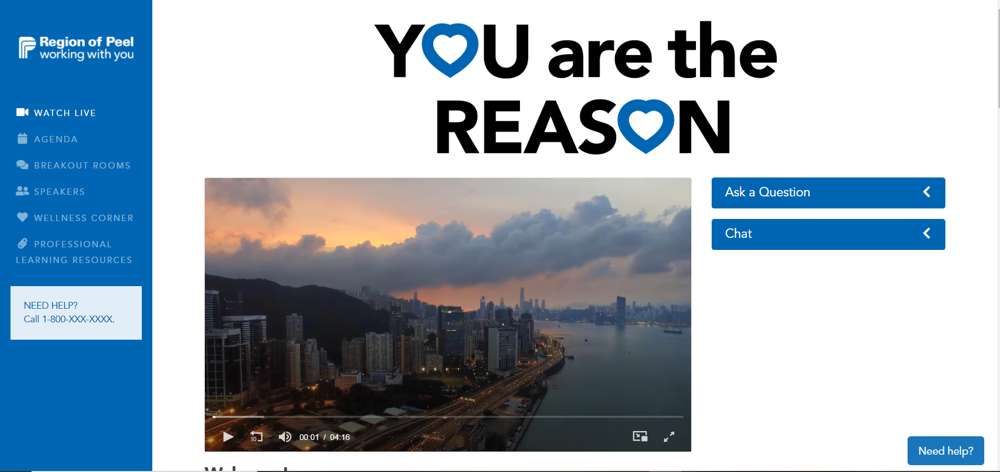 Region of Peel
working with you
WATCH LIVE
AGENDA
BREAKOUT ROOMS
SPEAKERS
WELLNESS CORNER
PROFESSIONAL
LEARNING RESOURCES
NEED HELP?
Call 1-800-XXX-XXXX.
YOU are the
REASON
Ask a Question
Chat
10
00:01 / 04:16
Need help?